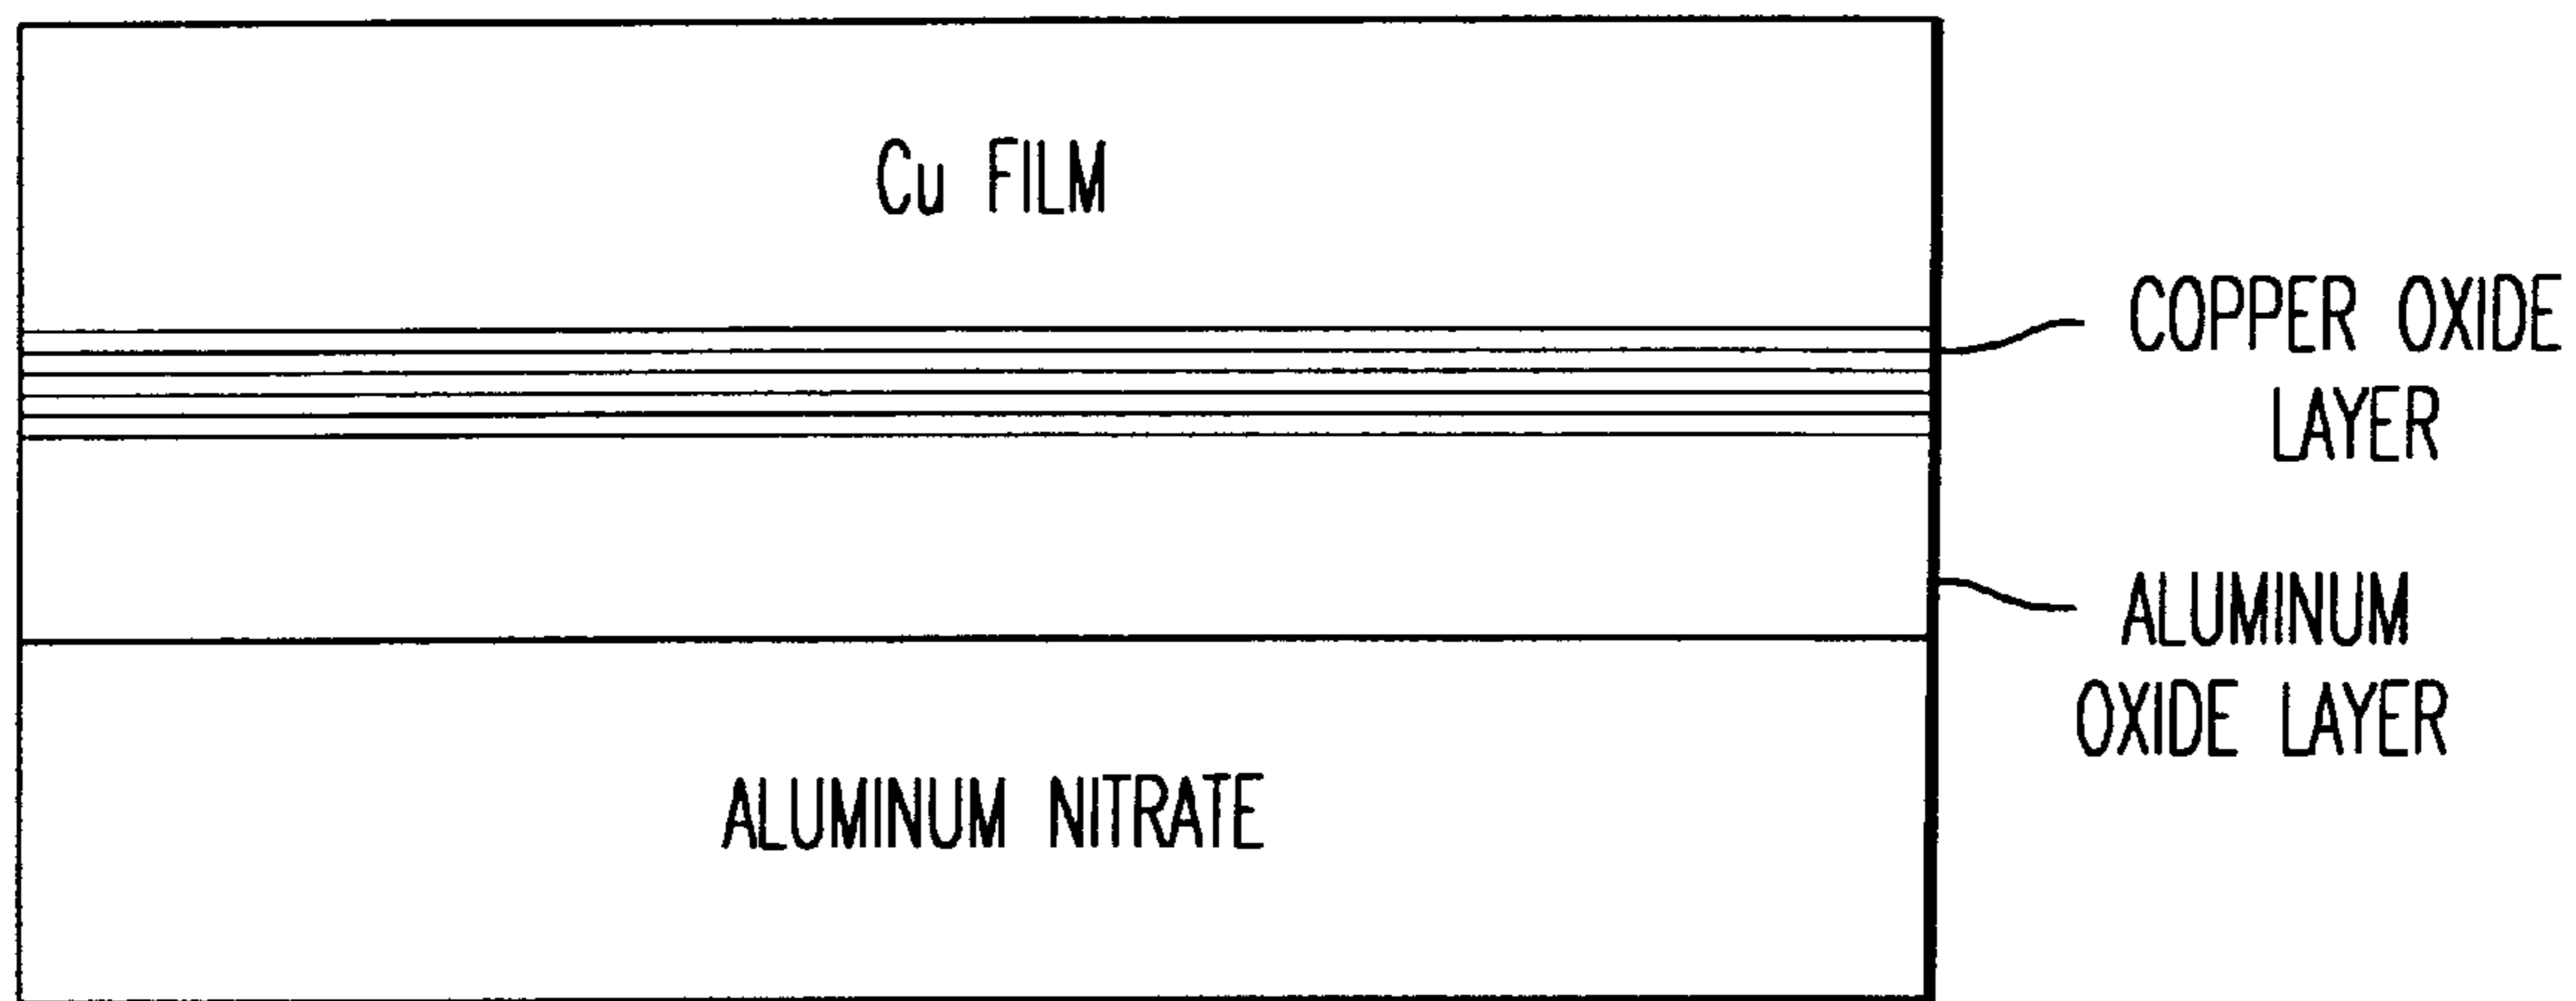 Cu FILM
COPPER OXIDE
LAYER
ALUMINUM
OXIDE LAYER
ALUMINUM NITRATE